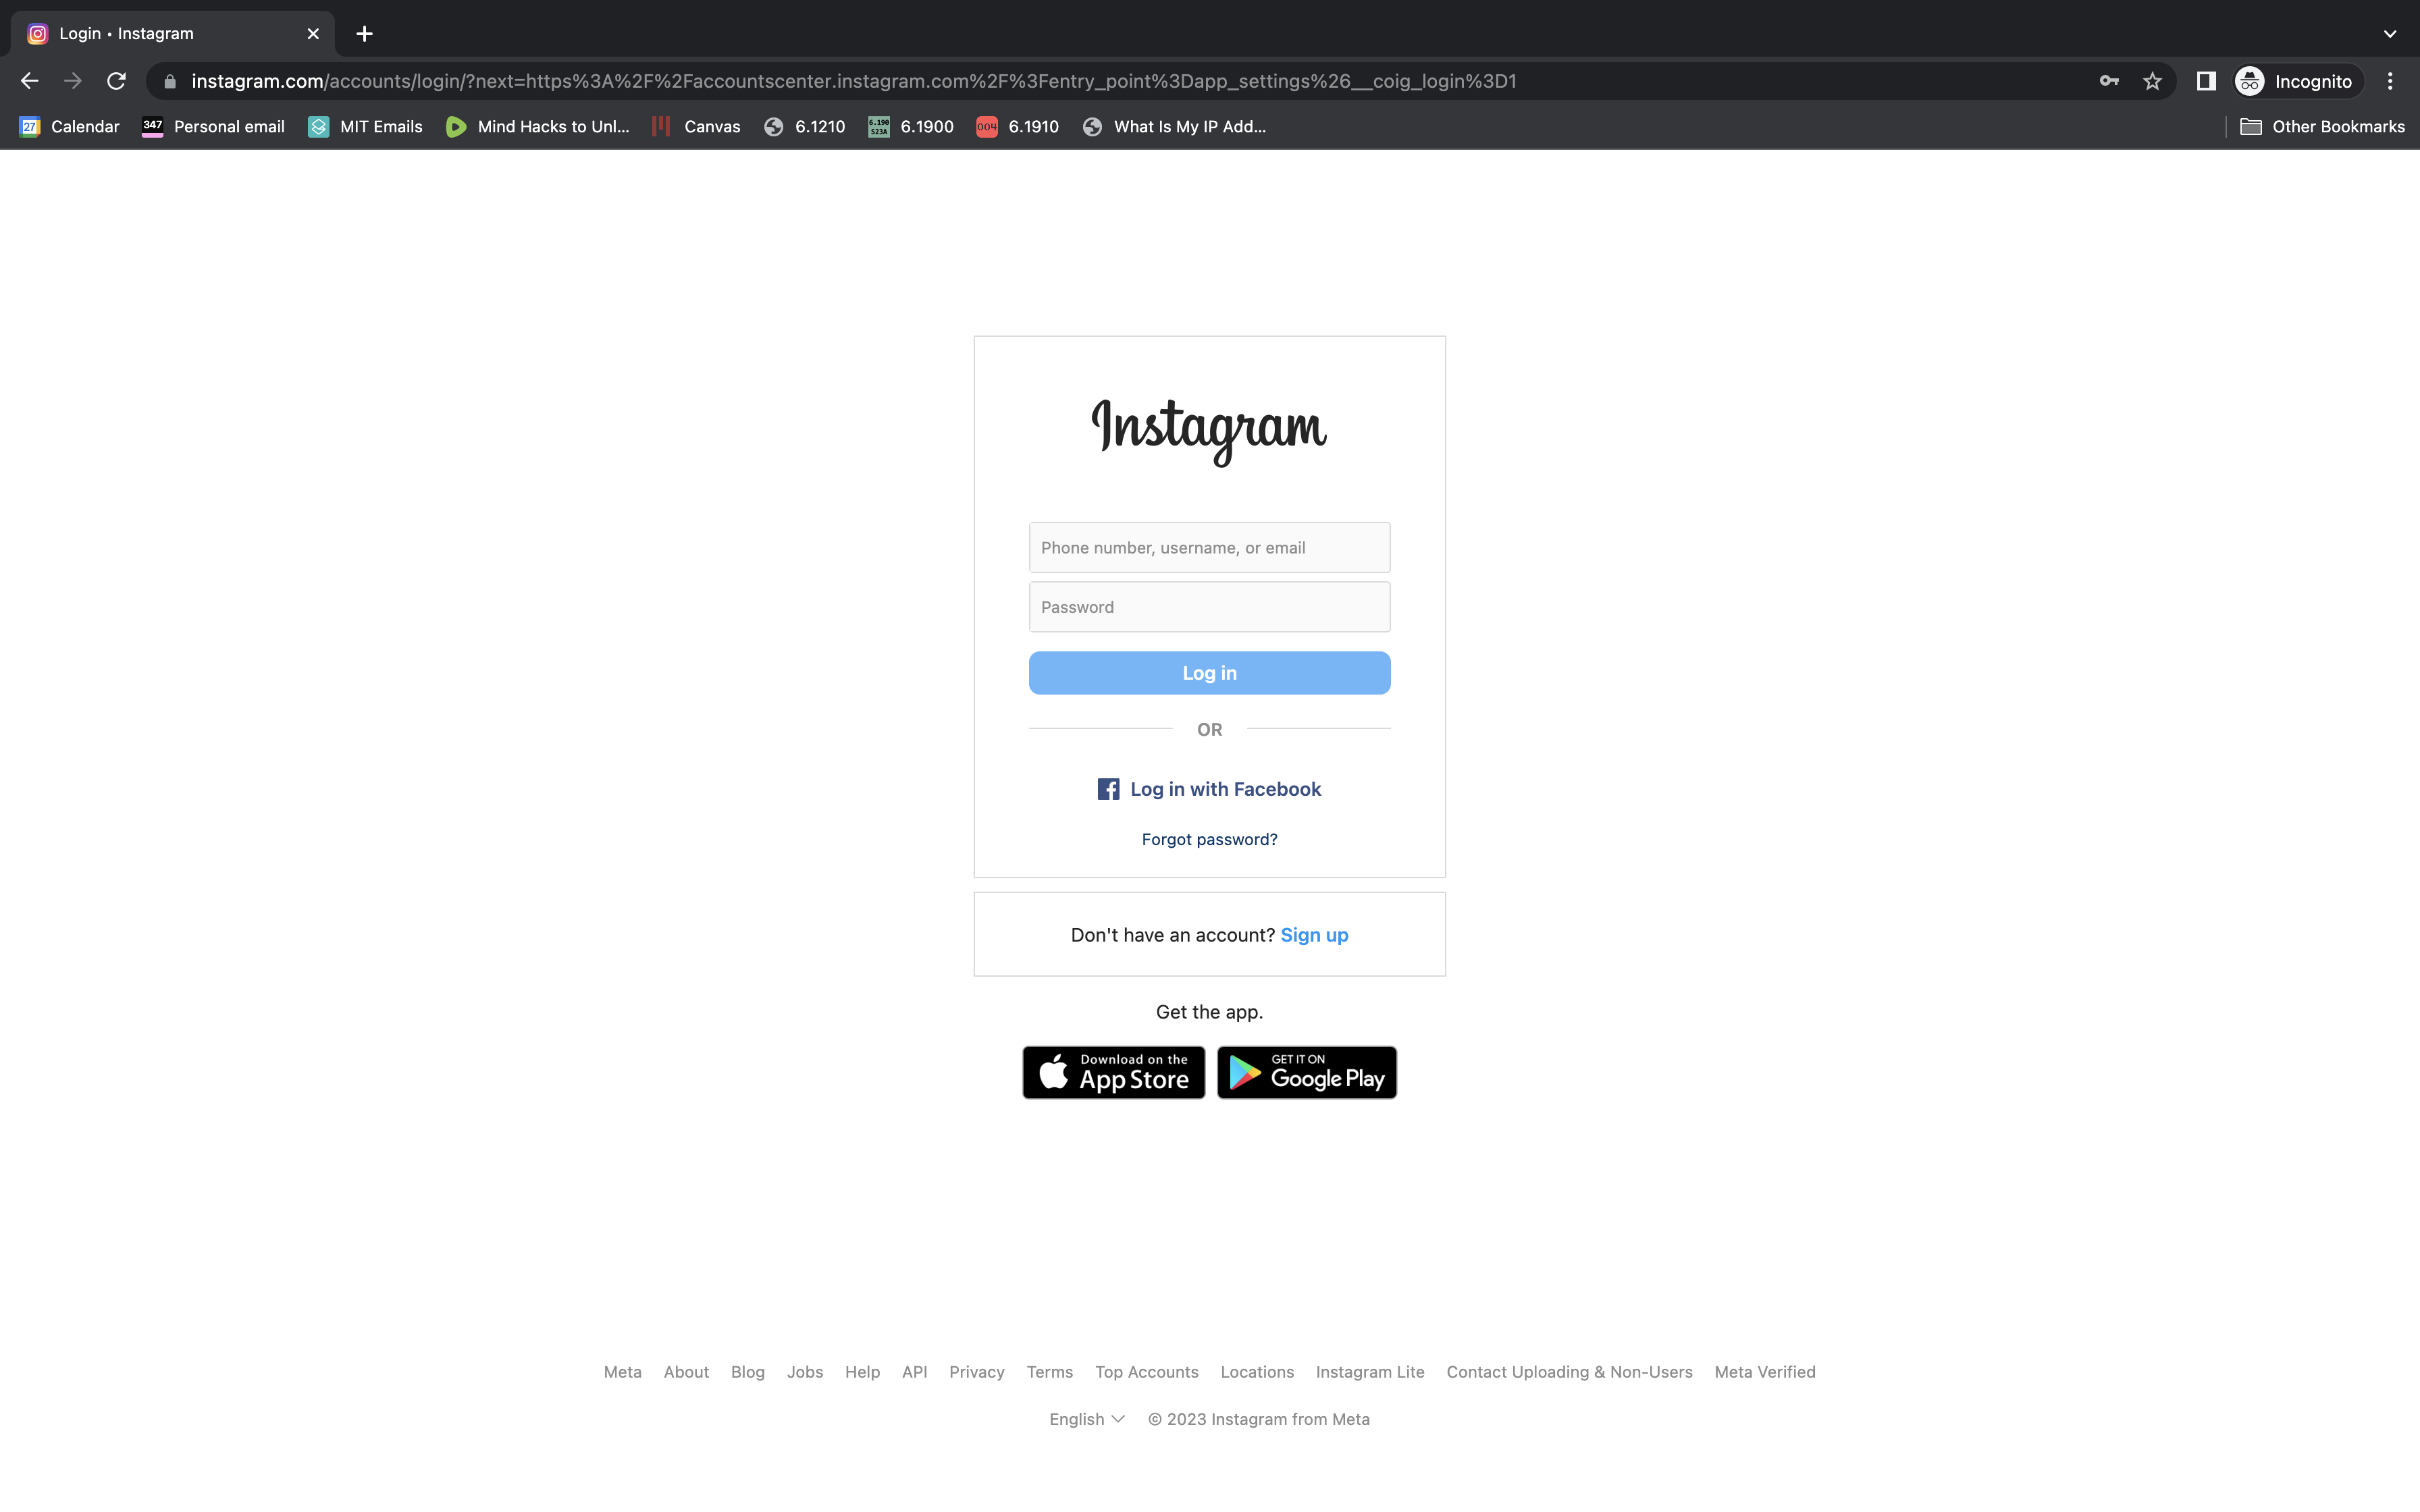 Login • Instagram
instagram.com/accounts/login/?next=https%3A%2F%2Faccountscenter.instagram.com%2F%3Fentry_point%3Dapp_settings%26__coig_login%3D1
Incognito
27 Calendar 347 Personal email MIT Emails Mind Hacks to Unl... Canvas 6.1210 6.190 S23A 6.1900 004 6.1910 What Is My IP Add... Other Bookmarks
Instagram
Phone number, username, or email
Password
Log in
OR
Log in with Facebook
Forgot password?
Don't have an account? Sign up
Get the app.
Download on the
App Store
GET IT ON
Google Play
Meta About Blog Jobs Help API Privacy Terms Top Accounts Locations Instagram Lite Contact Uploading & Non-Users Meta Verified
English © 2023 Instagram from Meta